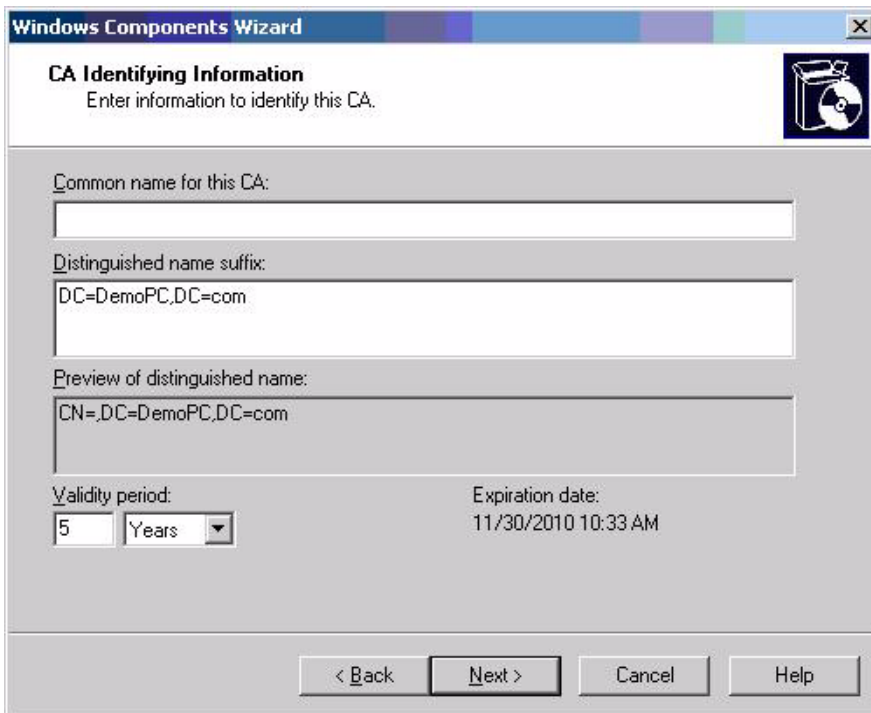 Windows Components Wizard
CA Identifying Information
Enter information to identify this CA.
Common name for this CA:
Distinguished name suffix:
DC=DemoPC,DC=com
Preview of distinguished name:
CN=,DC=DemoPC,DC=com
Validity period:
Expiration date:
5 Years
11/30/2010 10:33 AM
< Back Next > Cancel Help